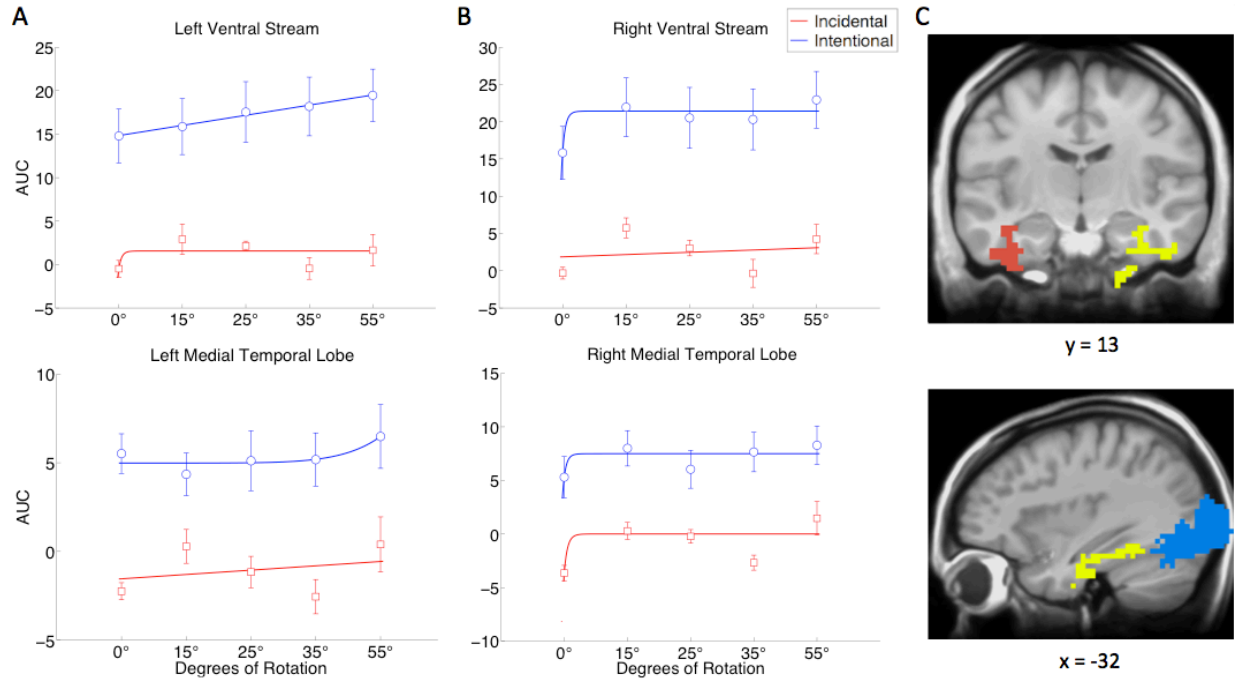 A
B
C
Left Ventral Stream
Right Ventral Stream
Incidental
Intentional
25
20
15
10
5
0
−5
AUC
0° 15° 25° 35° 55°
30
25
20
15
10
5
0
−5
0° 15° 25° 35° 55°
y = 13
Left Medial Temporal Lobe
Right Medial Temporal Lobe
10
5
0
−5
AUC
0° 15° 25° 35° 55°
Degrees of Rotation
15
10
5
0
−5
−10
0° 15° 25° 35° 55°
Degrees of Rotation
x = -32